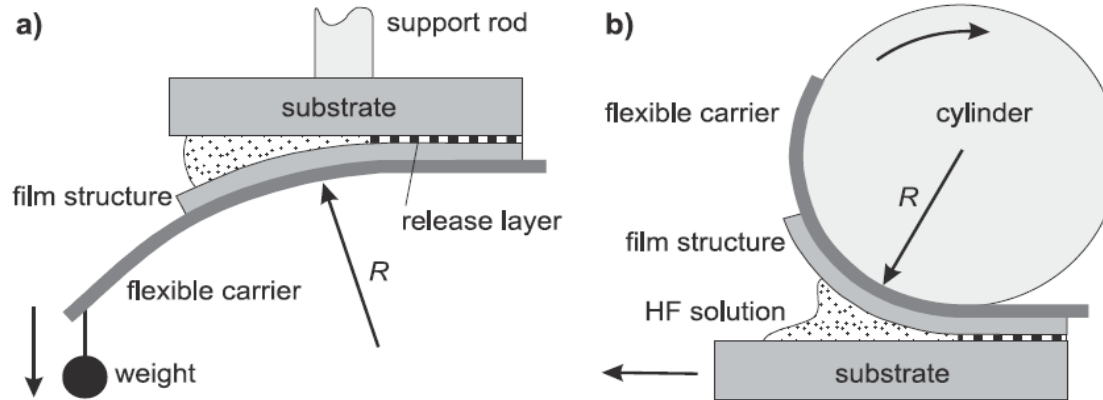 a)
support rod
substrate
film structure
release layer
R
flexible carrier
weight
b)
flexible carrier
cylinder
R
film structure
HF solution
substrate